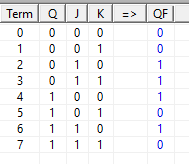 Term Q J K => QF
0 0 0 0 0
1 0 0 1 0
2 0 1 0 1
3 0 1 1 1
4 1 0 0 1
5 1 0 1 0
6 1 1 0 1
7 1 1 1 0